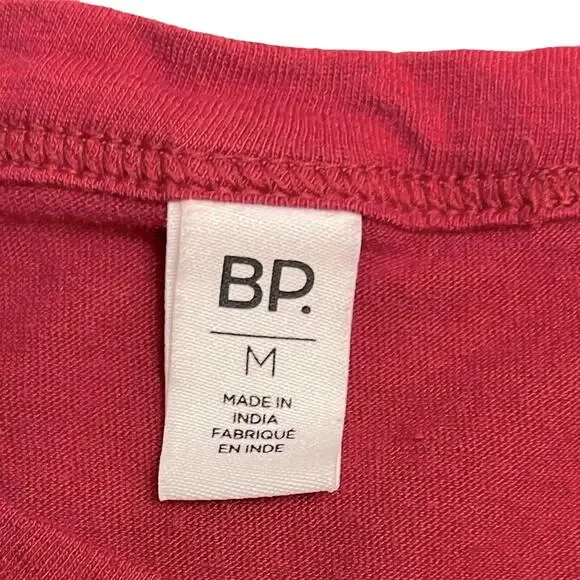 BP.
M
MADE IN
INDIA
FABRIQUÉ
EN INDE